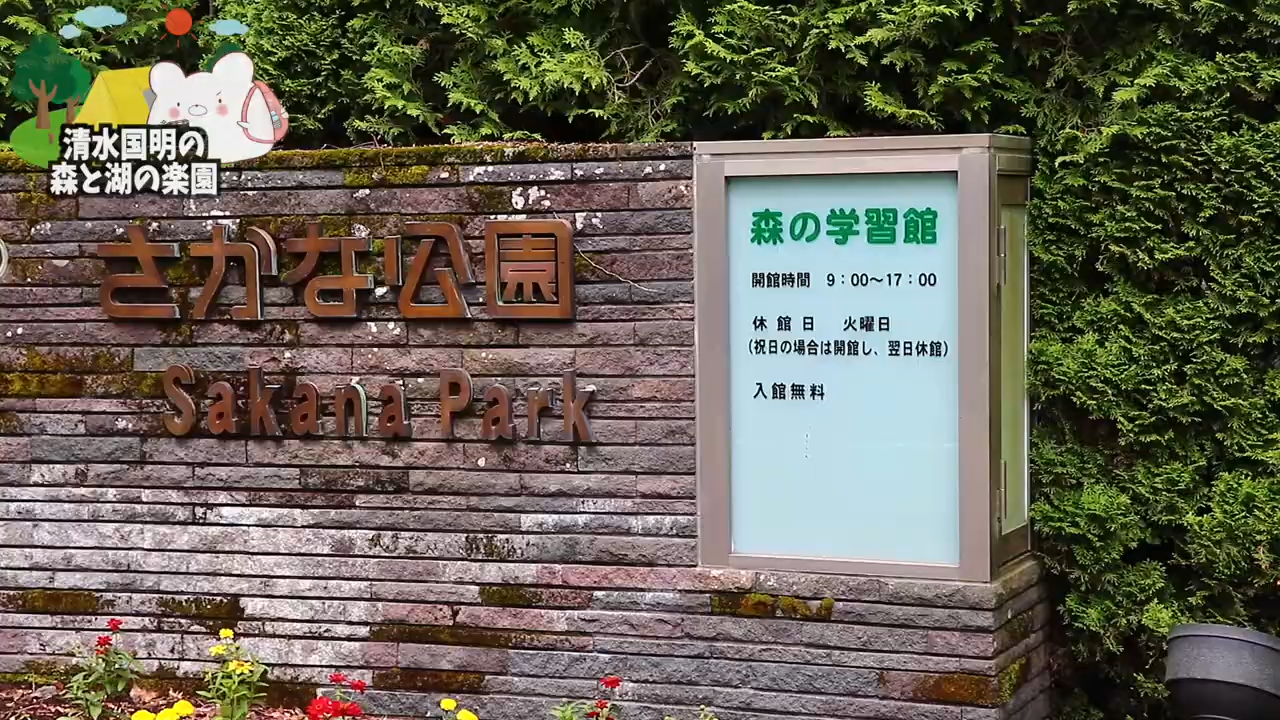 清水国明の
森と湖の楽園
さかな公園
Sakana Park
森の学習館
開館時間 9:00〜17:00
休館日 火曜日
(祝日の場合は開館し、翌日休館)
入館無料